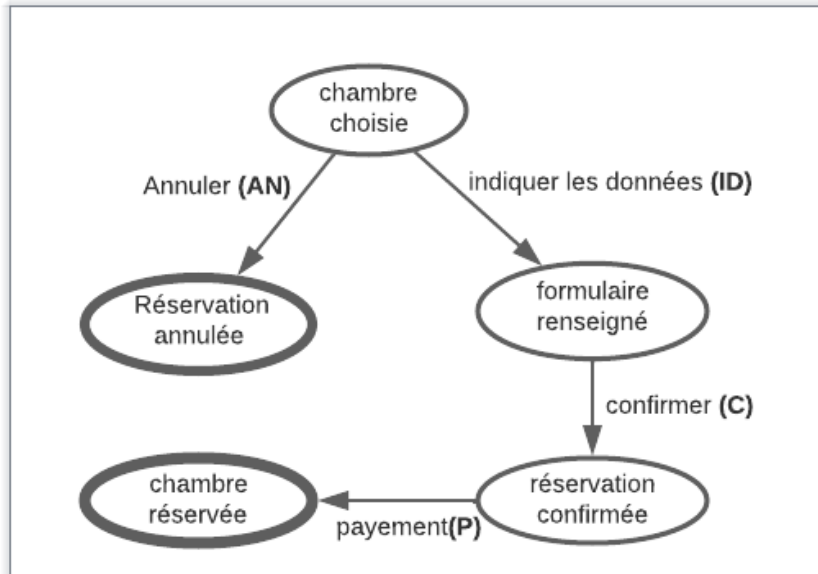 chambre
choisie
Annuler (AN)
indiquer les données (ID)
Réservation
annulée
formulaire
renseigné
confirmer (C)
chambre
réservée
payement(P)
réservation
confirmée